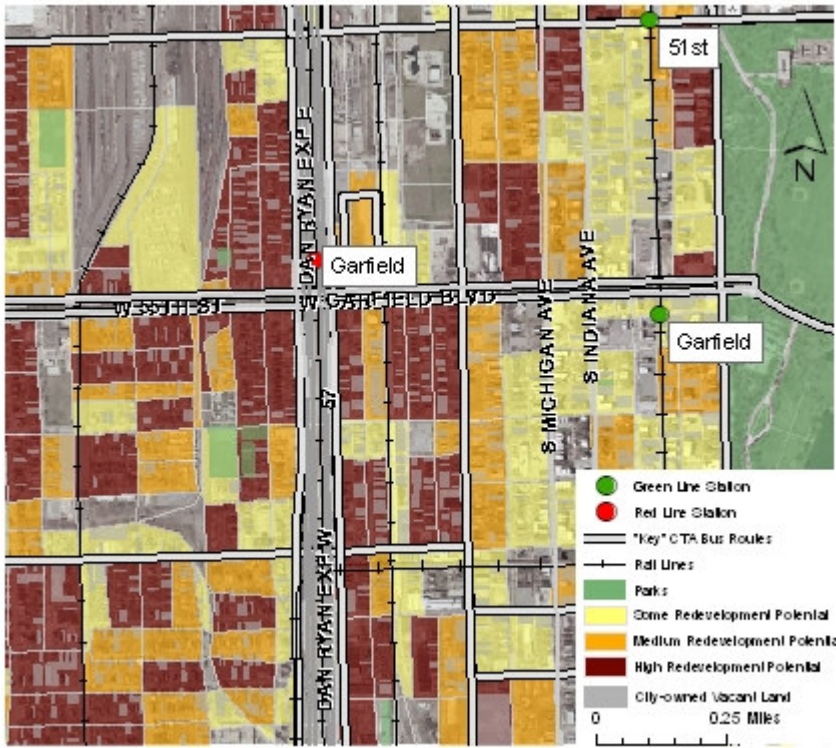 51st
DAN RYAN EXP E
N
Garfield
W 55TH ST
W GARFIELD BLVD
S MICHIGAN AVE
S INDIANA AVE
Garfield
57
DAN RYAN EXP W
Green Line Station
Red Line Station
"Key" CTA Bus Routes
Rail Lines
Parks
Some Redevelopment Potential
Medium Redevelopment Potentia
High Redevelopment Potential
City-owned Vacant Land
0 0.25 Miles